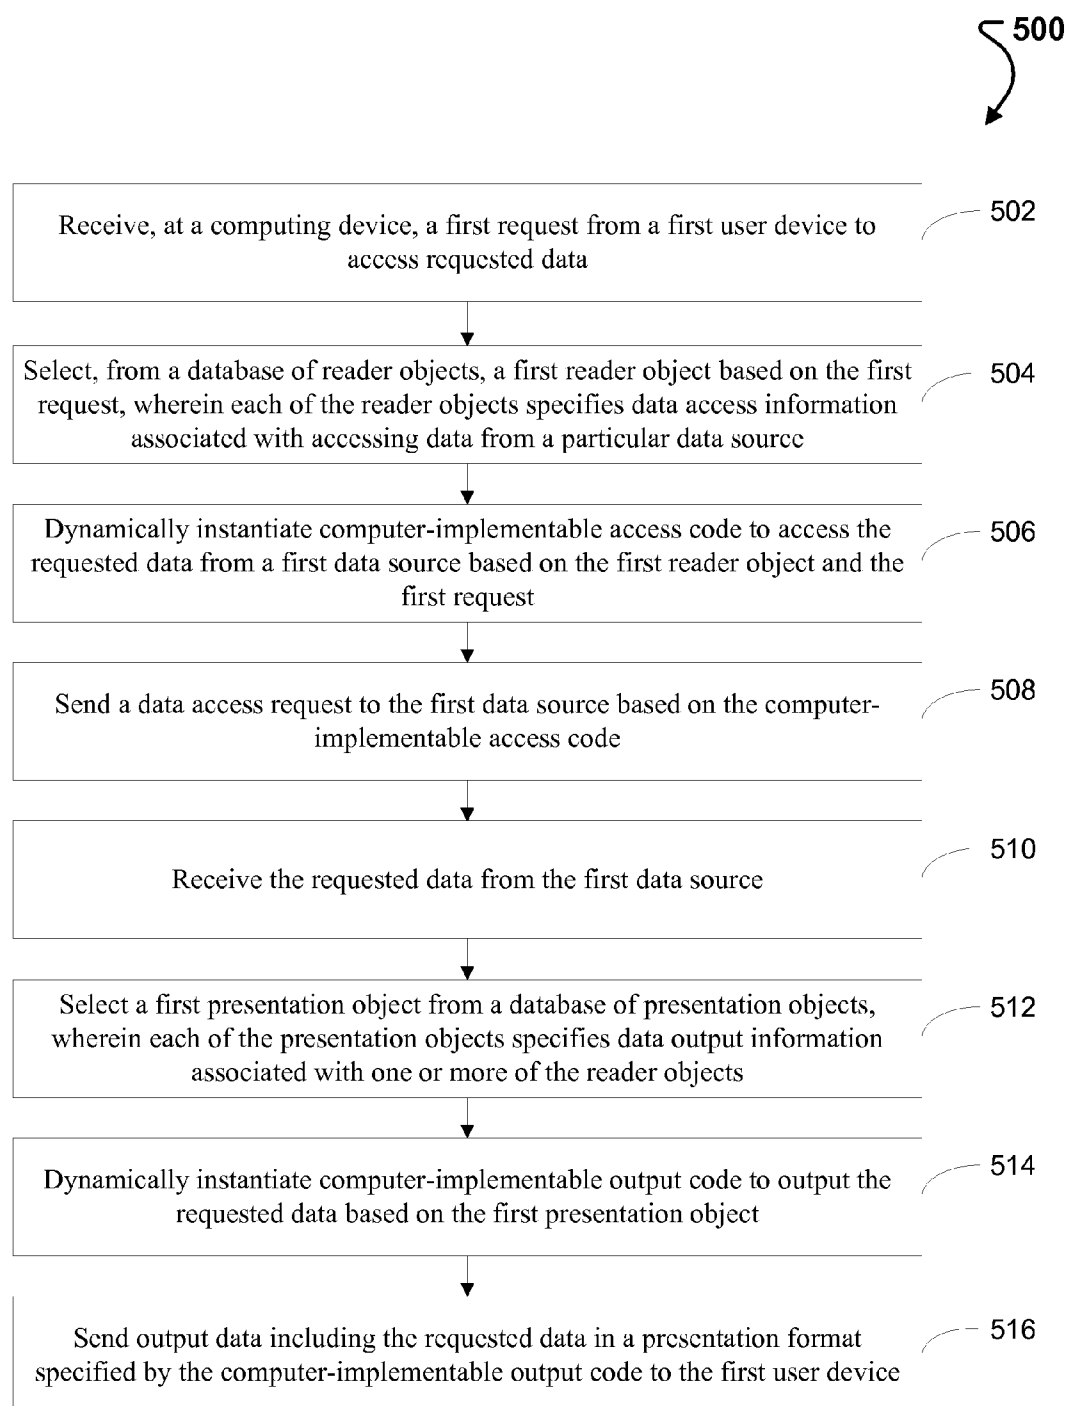 500
Receive, at a computing device, a first request from a first user device to
access requested data
502
Select, from a database of reader objects, a first reader object based on the first
request, wherein each of the reader objects specifies data access information
associated with accessing data from a particular data source
504
Dynamically instantiate computer-implementable access code to access the
requested data from a first data source based on the first reader object and the
first request
506
Send a data access request to the first data source based on the computer-
implementable access code
508
Receive the requested data from the first data source
510
Select a first presentation object from a database of presentation objects,
wherein each of the presentation objects specifies data output information
associated with one or more of the reader objects
512
Dynamically instantiate computer-implementable output code to output the
requested data based on the first presentation object
514
Send output data including the requested data in a presentation format
specified by the computer-implementable output code to the first user device
516